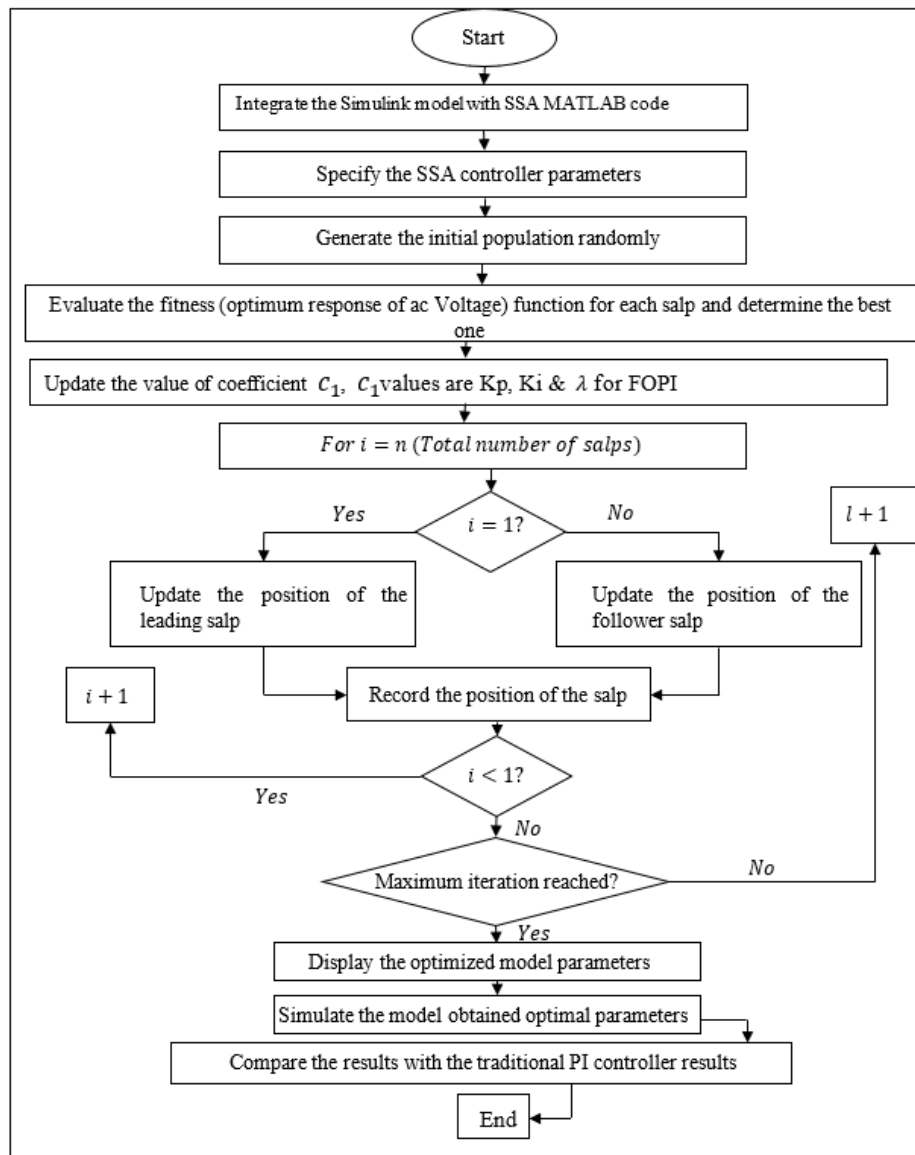 Start
Integrate the Simulink model with SSA MATLAB code
Specify the SSA controller parameters
Generate the initial population randomly
Evaluate the fitness (optimum response of ac Voltage) function for each salp and determine the best
one
Update the value of coefficient C₁, C₁values are Kp, Ki & λ for FOPI
For i = n (Total number of salps)
Yes
i = 1?
No
l + 1
Update the position of the
leading salp
Update the position of the
follower salp
i + 1
Record the position of the salp
i < 1?
Yes
No
Maximum iteration reached?
No
Yes
Display the optimized model parameters
Simulate the model obtained optimal parameters
Compare the results with the traditional PI controller results
End